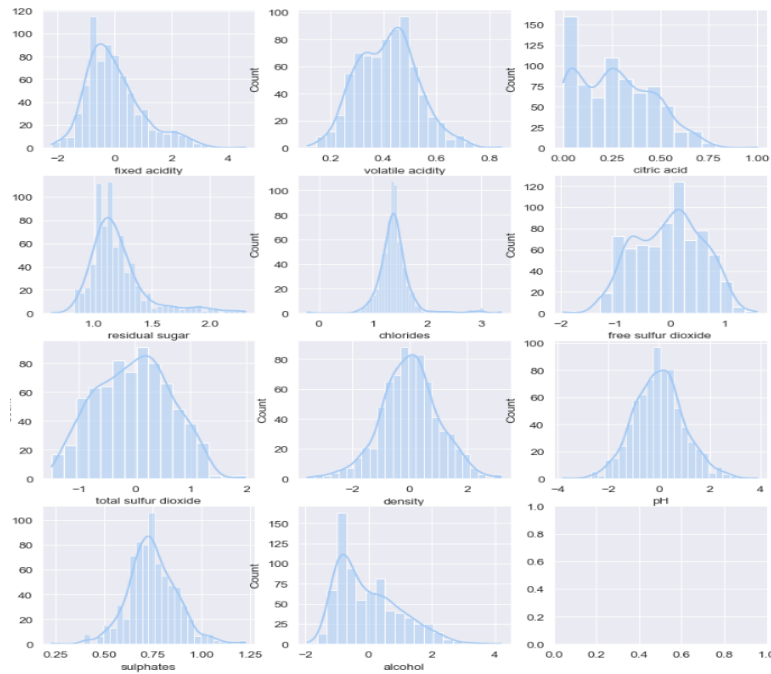 120
100
80
60
40
20
0
−2 0 2 4
fixed acidity
Count
100
80
60
40
20
0
0.2 0.4 0.6 0.8
volatile acidity
Count
150
125
100
75
50
25
0
0.00 0.25 0.50 0.75 1.00
citric acid
100
80
60
40
20
0
1.0 1.5 2.0
residual sugar
100
80
60
40
20
0
0 1 2 3
chlorides
Count
120
100
80
60
40
20
0
−2 −1 0 1
free sulfur dioxide
80
60
40
20
0
−1 0 1 2
total sulfur dioxide
Count
80
60
40
20
0
−2 0 2
density
Count
100
80
60
40
20
0
−4 −2 0 2 4
pH
100
80
60
40
20
0
0.25 0.50 0.75 1.00 1.25
sulphates
Count
150
125
100
75
50
25
0
−2 0 2 4
alcohol
1.0
0.8
0.6
0.4
0.2
0.0
0.0 0.2 0.4 0.6 0.8 1.0